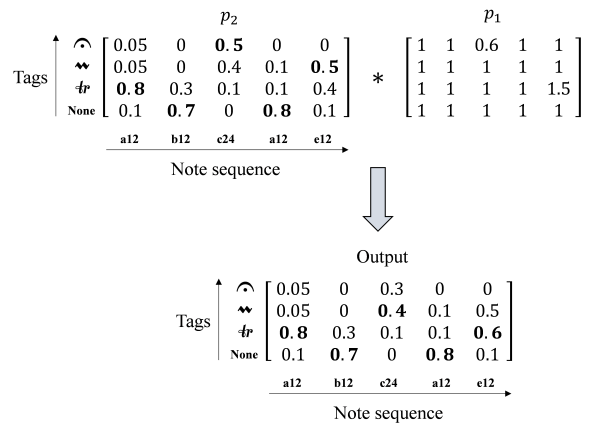 p₂ p₁
0.05 0 0.5 0 0 1 1 0.6 1 1
0.05 0 0.4 0.1 0.5 * 1 1 1 1 1
Tags tr 0.8 0.3 0.1 0.1 0.4 1 1 1 1 1.5
None 0.1 0.7 0 0.8 0.1 1 1 1 1 1
a12 b12 c24 a12 e12
Note sequence
Output
0.05 0 0.3 0 0
0.05 0 0.4 0.1 0.5
Tags tr 0.8 0.3 0.1 0.1 0.6
None 0.1 0.7 0 0.8 0.1
a12 b12 c24 a12 e12
Note sequence